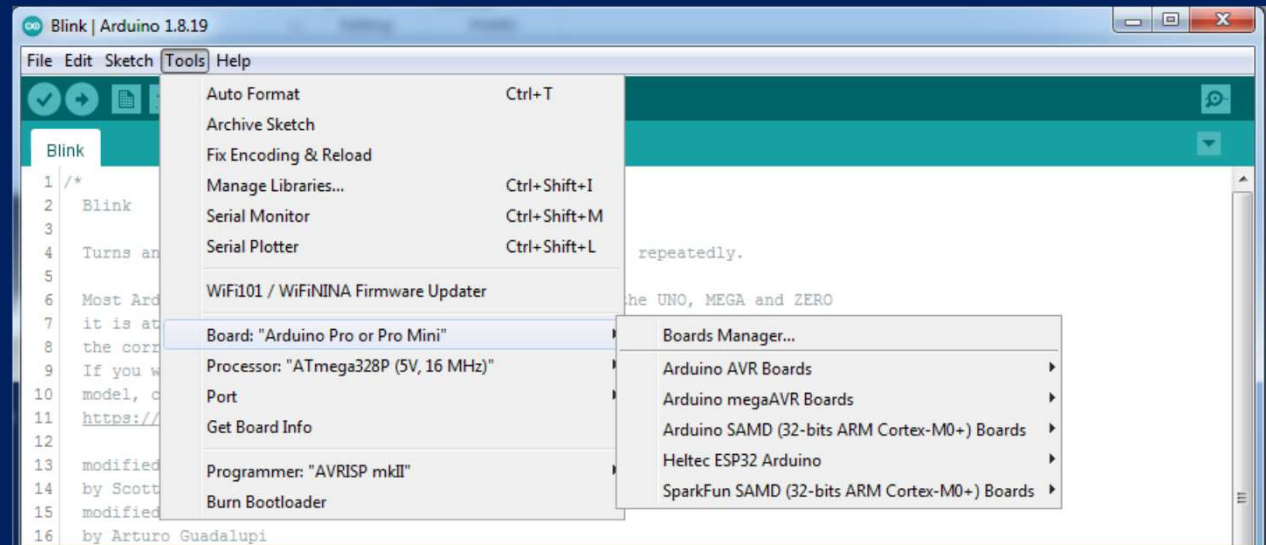 Blink | Arduino 1.8.19
File Edit Sketch Tools Help
Blink
Auto Format Ctrl+T
Archive Sketch
Fix Encoding & Reload
Manage Libraries... Ctrl+Shift+I
Serial Monitor Ctrl+Shift+M
Serial Plotter Ctrl+Shift+L
WiFi101 / WiFiNINA Firmware Updater
Board: "Arduino Pro or Pro Mini"
Processor: "ATmega328P (5V, 16 MHz)"
Port
Get Board Info
Programmer: "AVRISP mkII"
Burn Bootloader
Boards Manager...
Arduino AVR Boards
Arduino megaAVR Boards
Arduino SAMD (32-bits ARM Cortex-M0+) Boards
Heltec ESP32 Arduino
SparkFun SAMD (32-bits ARM Cortex-M0+) Boards
1 /*
2 Blink
3
4 Turns an repeatedly.
5
6 Most Ard he UNO, MEGA and ZERO
7 it is at
8 the corr
9 If you w
10 model, c
11 https://
12
13 modified
14 by Scott
15 modified
16 by Arturo Guadalupi